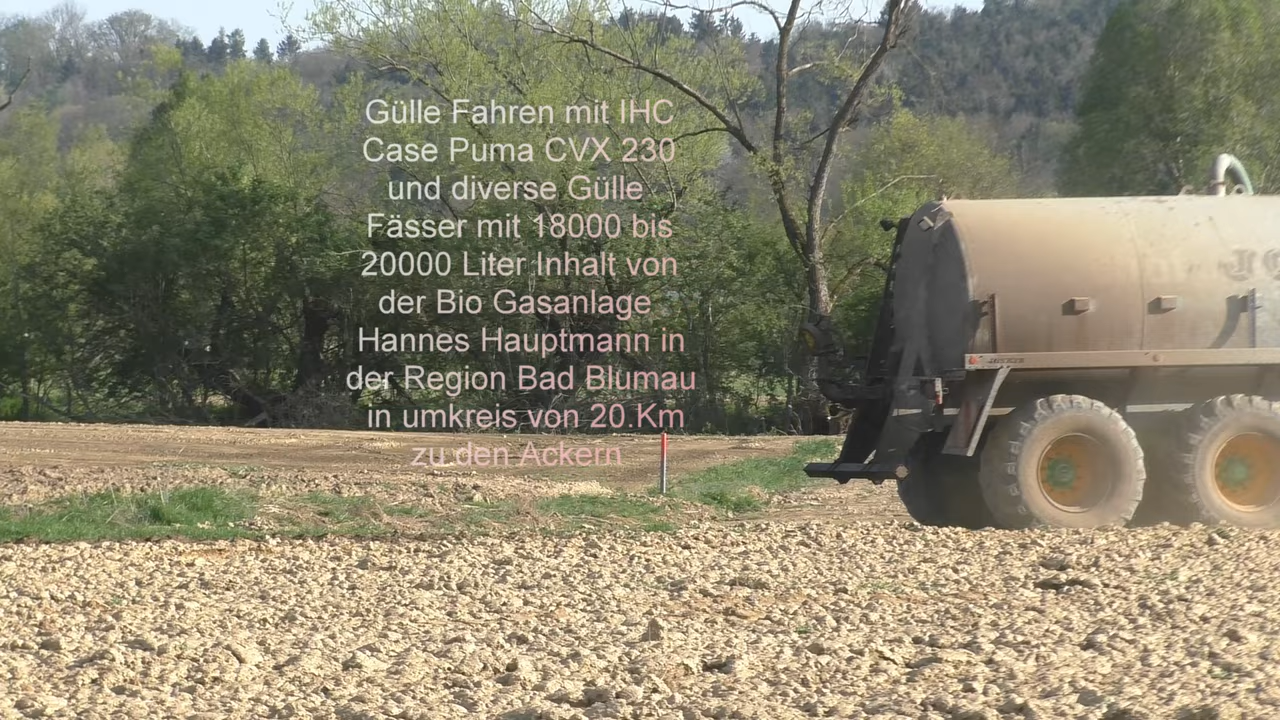 Gülle Fahren mit IHC
Case Puma CVX 230
und diverse Gülle
Fässer mit 18000 bis
20000 Liter Inhalt von
der Bio Gasanlage
Hannes Hauptmann in
der Region Bad Blumau
in umkreis von 20.Km
zu den Ackern